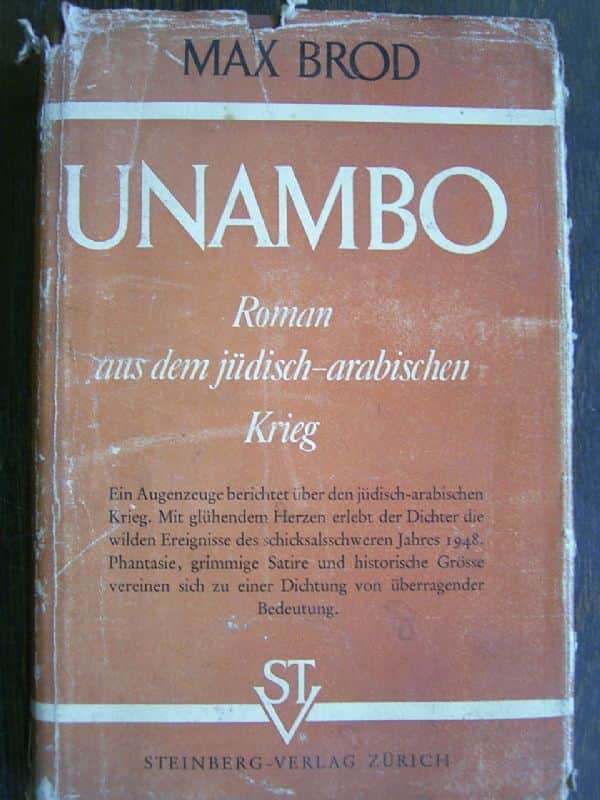 MAX BROD
UNAMBO
Roman
aus dem jüdisch-arabischen
Krieg
Ein Augenzeuge berichtet über den jüdisch-arabischen
Krieg. Mit glühendem Herzen erlebt der Dichter die
wilden Ereignisse des schicksalsschweren Jahres 1948.
Phantasie, grimmige Satire und historische Grösse
vereinen sich zu einer Dichtung von überragender
Bedeutung.
ST
V
STEINBERG-VERLAG ZÜRICH